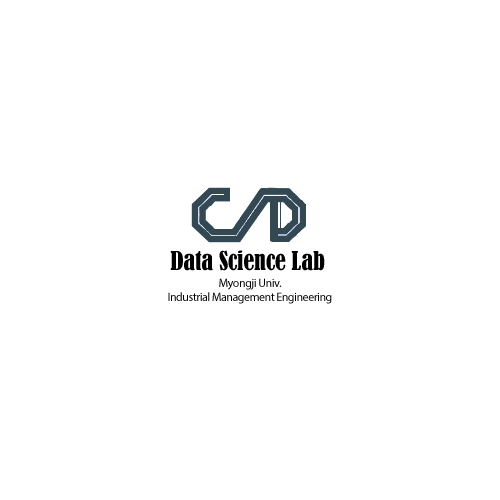 Data Science Lab
Myongji Univ.
Industrial Management Engineering